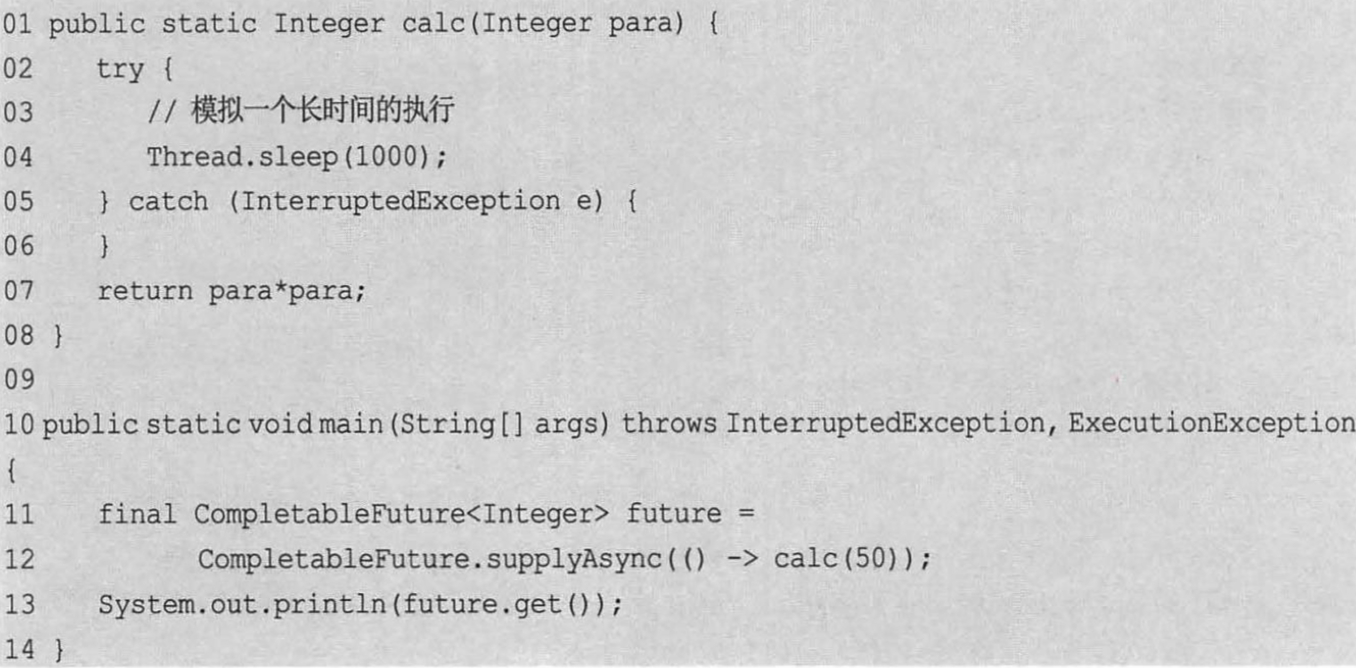 01 public static Integer calc(Integer para) {
02     try {
03         // 模拟一个长时间的执行
04         Thread.sleep(1000);
05     } catch (InterruptedException e) {
06     }
07     return para*para;
08 }
09
10 public static void main(String[] args) throws InterruptedException, ExecutionException
{
11     final CompletableFuture<Integer> future =
12             CompletableFuture.supplyAsync(() -> calc(50));
13     System.out.println(future.get());
14 }